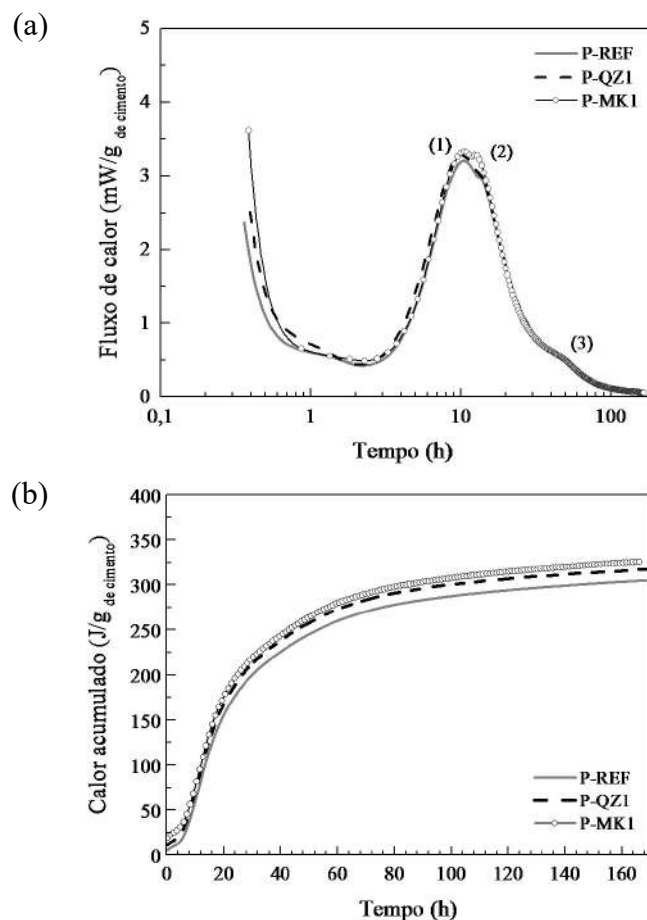 (a)
P-REF
P-QZ1
P-MK1
(1)
(2)
(3)
Fluxo de calor (mW/g de cimento)
5
4
3
2
1
0
0,1
1
10
100
Tempo (h)
(b)
400
350
300
250
200
150
100
50
0
Calor acumulado (J/g de cimento)
P-REF
P-QZ1
P-MK1
0
20
40
60
80
100
120
140
160
Tempo (h)